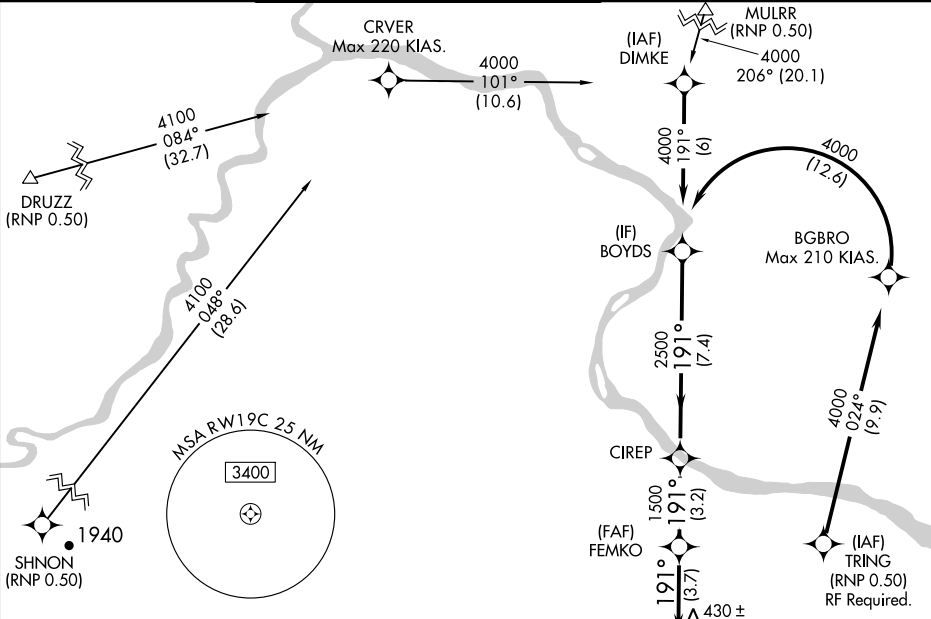 CRVER
Max 220 KIAS.
4000
101°
(10.6)
MULRR
(RNP 0.50)
4000
206° (20.1)
(IAF)
DIMKE
4000
191°
(6)
4100
084°
(32.7)
DRUZZ
(RNP 0.50)
4000
(12.6)
(IF)
BOYDS
BGBRO
Max 210 KIAS.
4100
048°
(28.6)
2500
191°
(7.4)
4000
024°
(9.9)
MSA RW19C 25 NM
3400
CIREP
1500
191°
(3.2)
1940
SHNON
(RNP 0.50)
(FAF)
FEMKO
(IAF)
TRING
(RNP 0.50)
RF Required.
191°
(3.7)
430 ±